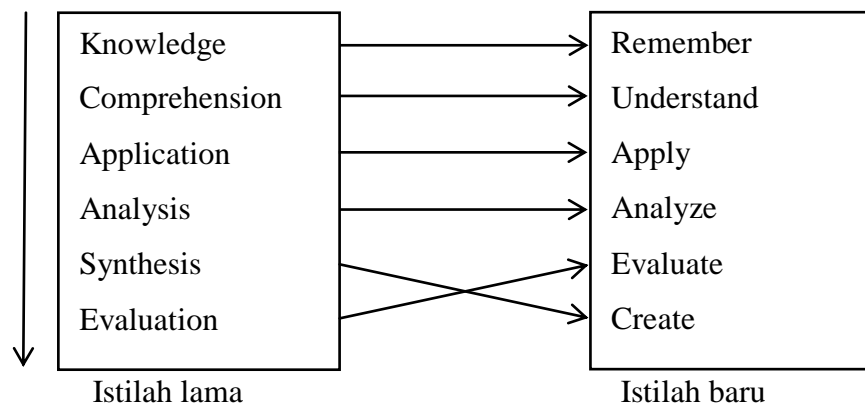 Knowledge Remember
Comprehension Understand
Application Apply
Analysis Analyze
Synthesis Evaluate
Evaluation Create
Istilah lama Istilah baru